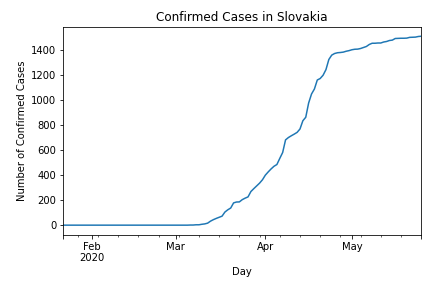 Confirmed Cases in Slovakia
Number of Confirmed Cases
1400
1200
1000
800
600
400
200
0
Feb Mar Apr May
2020
Day